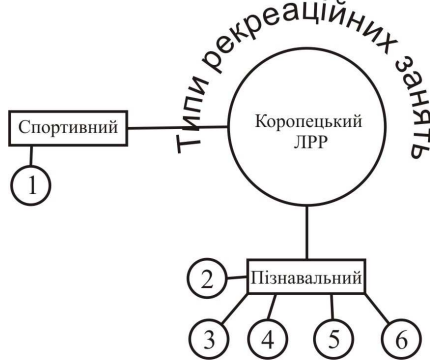 Типи рекреаційних занять
Спортивний
Коропецький
ЛРР
1
2
Пізнавальний
3
4
5
6